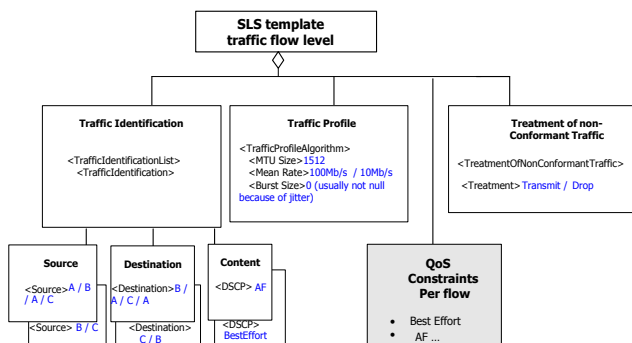 SLS template
traffic flow level
Traffic Identification
<TrafficIdentificationList>
<TrafficIdentification>
Traffic Profile
<TrafficProfileAlgorithm>
<MTU Size>1512
<Mean Rate>100Mb/s / 10Mb/s
<Burst Size>0 (usually not null
because of jitter)
Treatment of non-
Conformant Traffic
<TreatmentOfNonConformantTraffic>
<Treatment> Transmit / Drop
Source
<Source> A / B
/ A / C
<Source> B / C
Destination
<Destination>B /
A / C / A
<Destination>
C / B
Content
<DSCP> AF
<DSCP>
BestEffort
QoS
Constraints
Per flow
• Best Effort
• AF ...